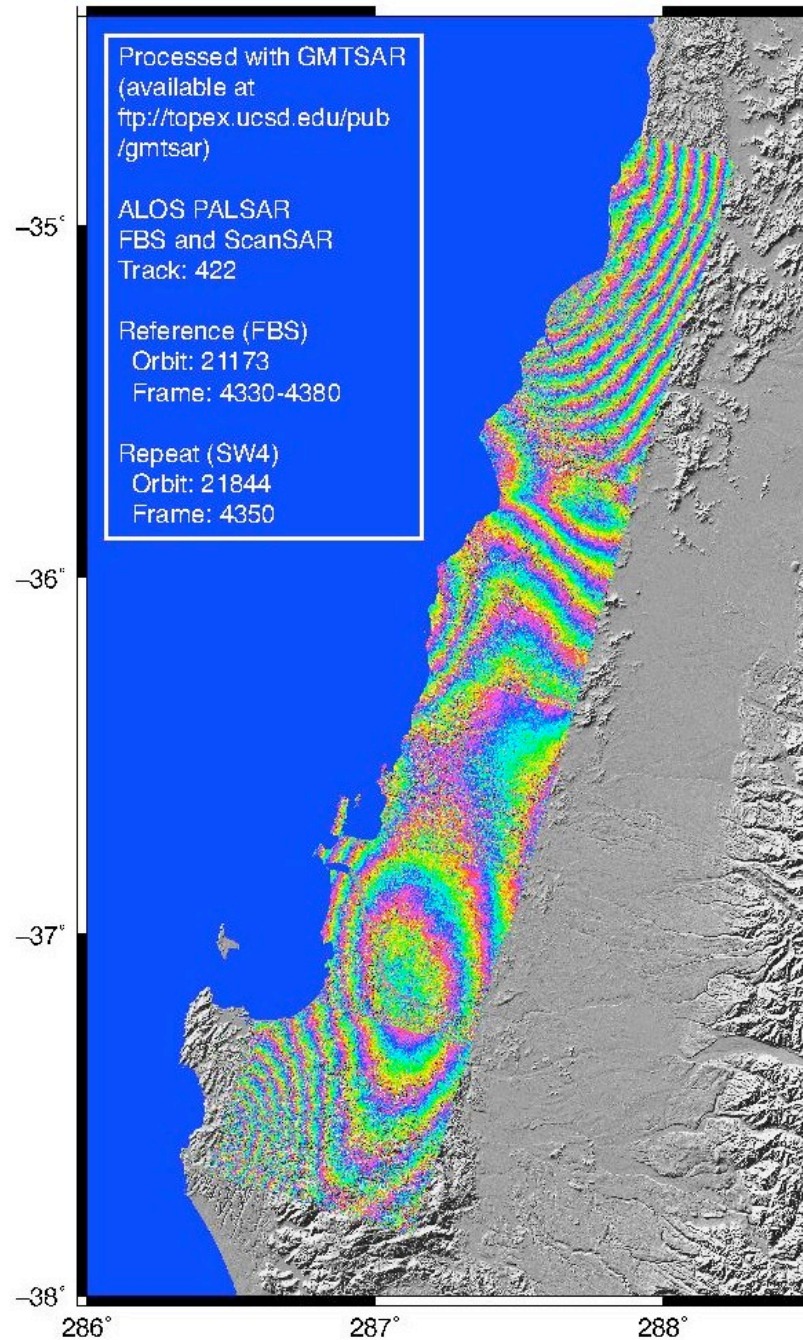 Processed with GMTSAR
(available at
ftp://topex.ucsd.edu/pub
/gmtsar)
ALOS PALSAR
FBS and ScanSAR
Track: 422
Reference (FBS)
Orbit: 21173
Frame: 4330-4380
Repeat (SW4)
Orbit: 21844
Frame: 4350
−35°
−36°
−37°
−38°
286° 287° 288°